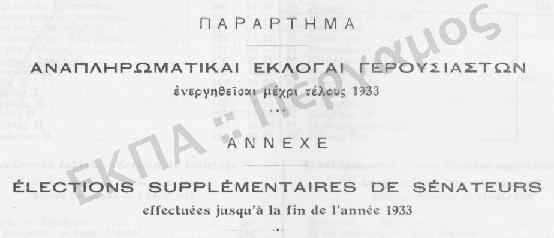 ΠΑΡΑΡΤΗΜΑ
ΑΝΑΠΛΗΡΩΜΑΤΙΚΑΙ ΕΚΛΟΓΑΙ ΓΕΡΟΥΣΙΑΣΤΩΝ
ἐνεργηθεῖσαι μέχρι τέλους 1933
ΕΚΠΑ :: Πέργαμος
ANNEXE
ÉLECTIONS SUPPLÉMENTAIRES DE SÉNATEURS
effectuées jusqu'à la fin de l'année 1933